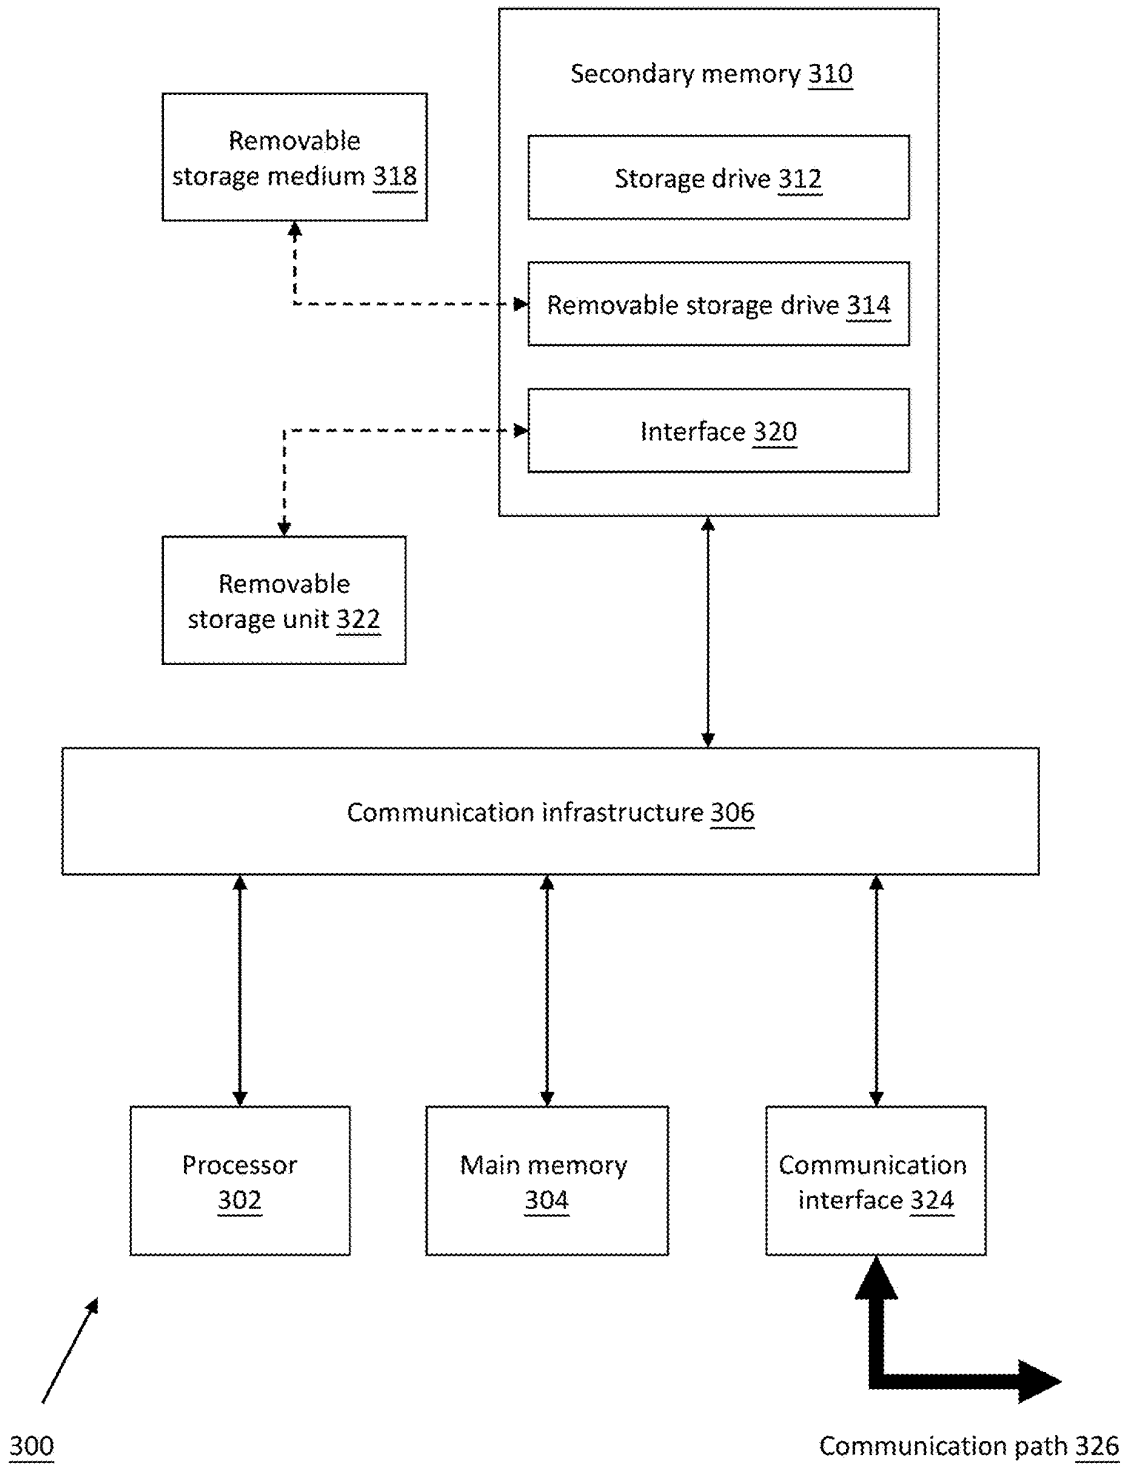 Secondary memory 310
Removable
storage medium 318
Storage drive 312
Removable storage drive 314
Interface 320
Removable
storage unit 322
Communication infrastructure 306
Processor
302
Main memory
304
Communication
interface 324
300
Communication path 326